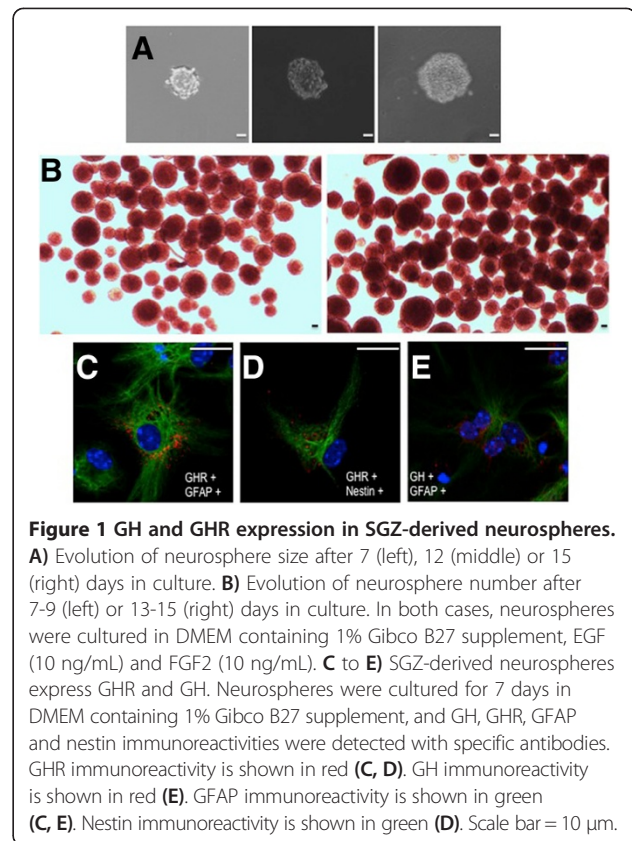 A
B
C
GHR +
GFAP +
D
GHR +
Nestin +
E
GH +
GFAP +
Figure 1 GH and GHR expression in SGZ-derived neurospheres.
A) Evolution of neurosphere size after 7 (left), 12 (middle) or 15
(right) days in culture. B) Evolution of neurosphere number after
7-9 (left) or 13-15 (right) days in culture. In both cases, neurospheres
were cultured in DMEM containing 1% Gibco B27 supplement, EGF
(10 ng/mL) and FGF2 (10 ng/mL). C to E) SGZ-derived neurospheres
express GHR and GH. Neurospheres were cultured for 7 days in
DMEM containing 1% Gibco B27 supplement, and GH, GHR, GFAP
and nestin immunoreactivities were detected with specific antibodies.
GHR immunoreactivity is shown in red (C, D). GH immunoreactivity
is shown in red (E). GFAP immunoreactivity is shown in green
(C, E). Nestin immunoreactivity is shown in green (D). Scale bar = 10 μm.